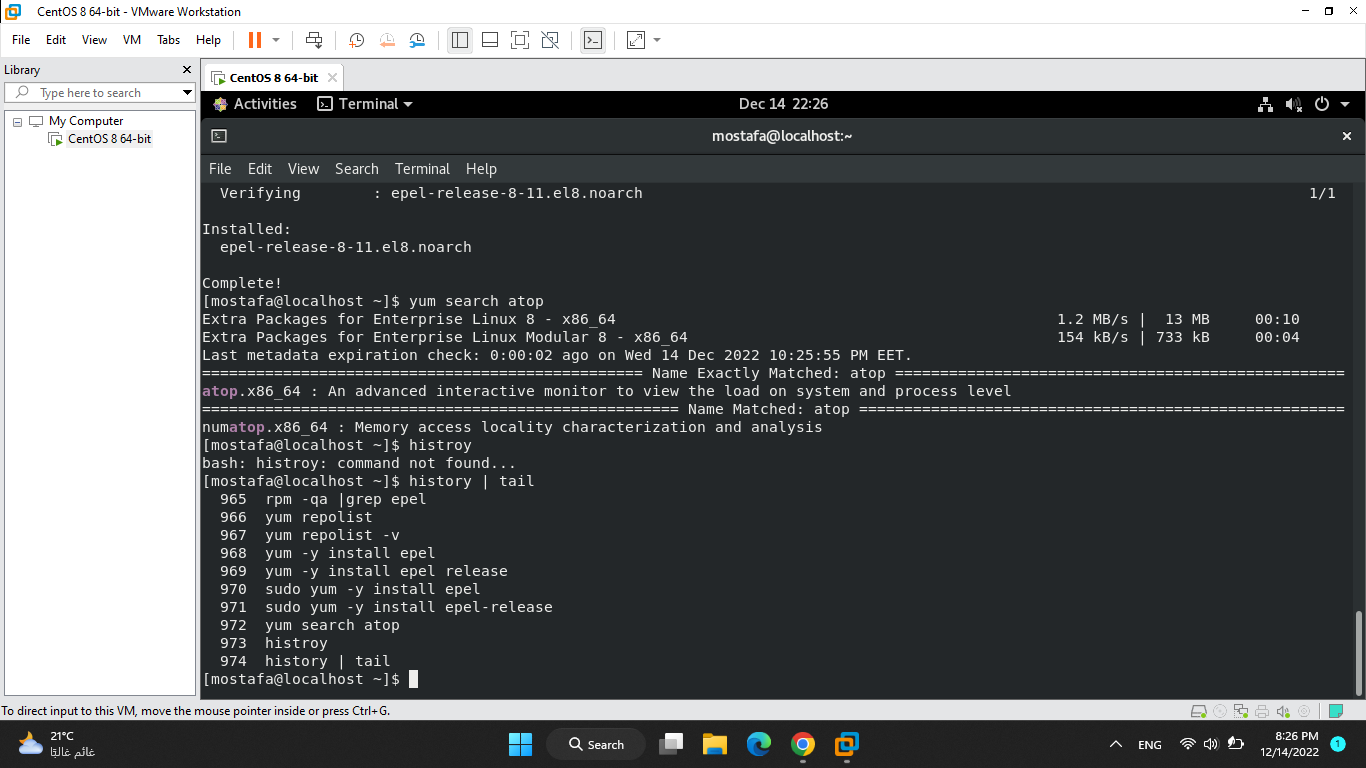 CentOS 8 64-bit - VMware Workstation
File Edit View VM Tabs Help
Library
Type here to search
My Computer
CentOS 8 64-bit
CentOS 8 64-bit
Activities Terminal Dec 14 22:26
mostafa@localhost:~
File Edit View Search Terminal Help
  Verifying        : epel-release-8-11.el8.noarch 1/1
Installed:
  epel-release-8-11.el8.noarch
Complete!
[mostafa@localhost ~]$ yum search atop
Extra Packages for Enterprise Linux 8 - x86_64 1.2 MB/s |  13 MB     00:10
Extra Packages for Enterprise Linux Modular 8 - x86_64 154 kB/s | 733 kB     00:04
Last metadata expiration check: 0:00:02 ago on Wed 14 Dec 2022 10:25:55 PM EET.
================================================= Name Exactly Matched: atop ==================================================
atop.x86_64 : An advanced interactive monitor to view the load on system and process level
===================================================== Name Matched: atop ======================================================
numatop.x86_64 : Memory access locality characterization and analysis
[mostafa@localhost ~]$ histroy
bash: histroy: command not found...
[mostafa@localhost ~]$ history | tail
  965  rpm -qa |grep epel
  966  yum repolist
  967  yum repolist -v
  968  yum -y install epel
  969  yum -y install epel release
  970  sudo yum -y install epel
  971  sudo yum -y install epel-release
  972  yum search atop
  973  histroy
  974  history | tail
[mostafa@localhost ~]$
To direct input to this VM, move the mouse pointer inside or press Ctrl+G.
21°C
غائم غالبًا
Search
ENG
8:26 PM
12/14/2022
1